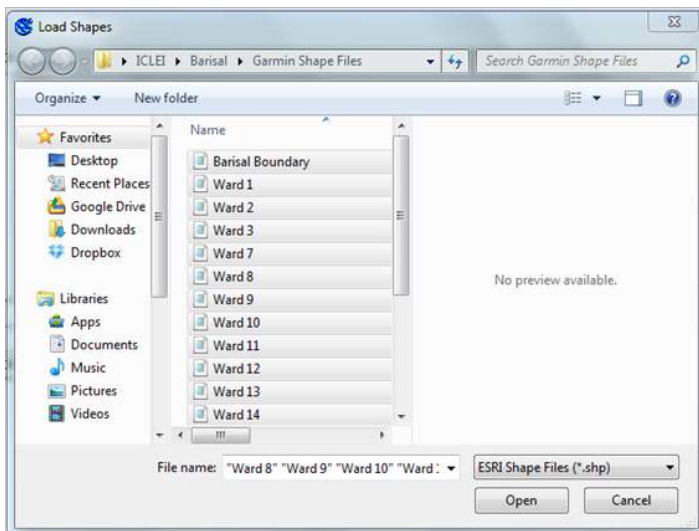 Load Shapes
ICLEI Barisal Garmin Shape Files
Search Garmin Shape Files
Organize New folder
Name
Favorites
Desktop
Recent Places
Google Drive
Downloads
Dropbox
Libraries
Apps
Documents
Music
Pictures
Videos
Barisal Boundary
Ward 1
Ward 2
Ward 3
Ward 7
Ward 8
Ward 9
Ward 10
Ward 11
Ward 12
Ward 13
Ward 14
No preview available.
File name: "Ward 8" "Ward 9" "Ward 10" "Ward
ESRI Shape Files (*.shp)
Open Cancel